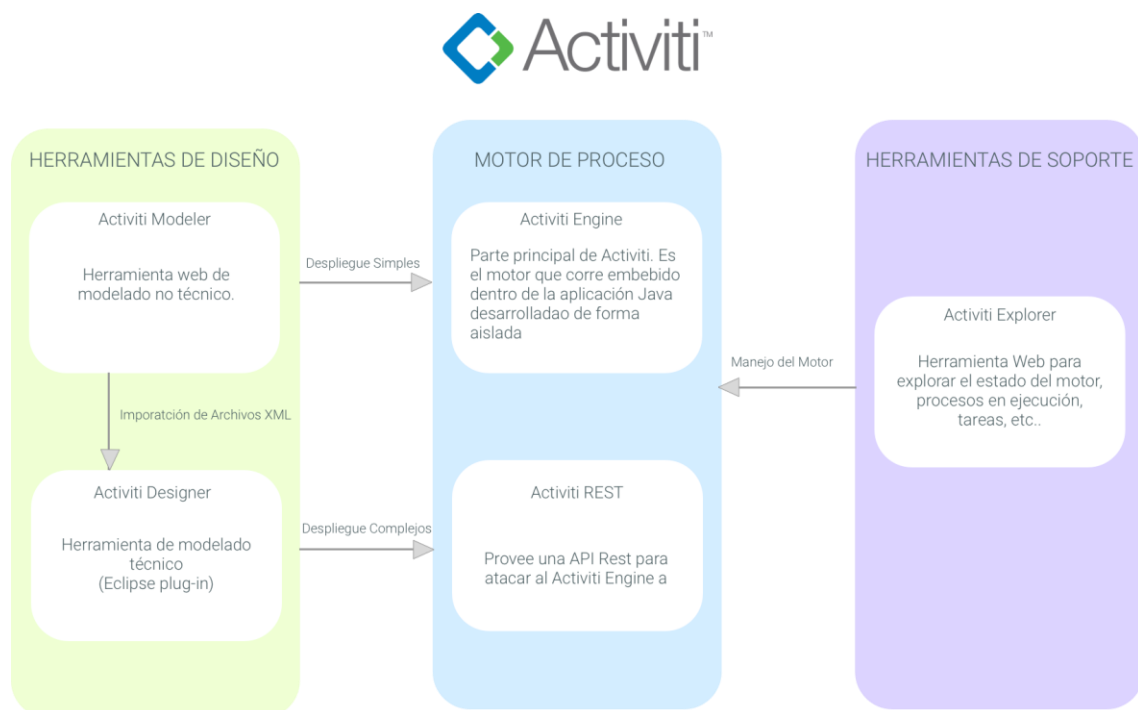 Activiti™
HERRAMIENTAS DE DISEÑO
Activiti Modeler
Herramienta web de
modelado no técnico.
Imporatción de Archivos XML
Activiti Designer
Herramienta de modelado
técnico
(Eclipse plug-in)
Despliegue Simples
Despliegue Complejos
MOTOR DE PROCESO
Activiti Engine
Parte principal de Activiti. Es
el motor que corre embebido
dentro de la aplicación Java
desarrolladao de forma
aislada
Activiti REST
Provee una API Rest para
atacar al Activiti Engine a
Manejo del Motor
HERRAMIENTAS DE SOPORTE
Activiti Explorer
Herramienta Web para
explorar el estado del motor,
procesos en ejecución,
tareas, etc..